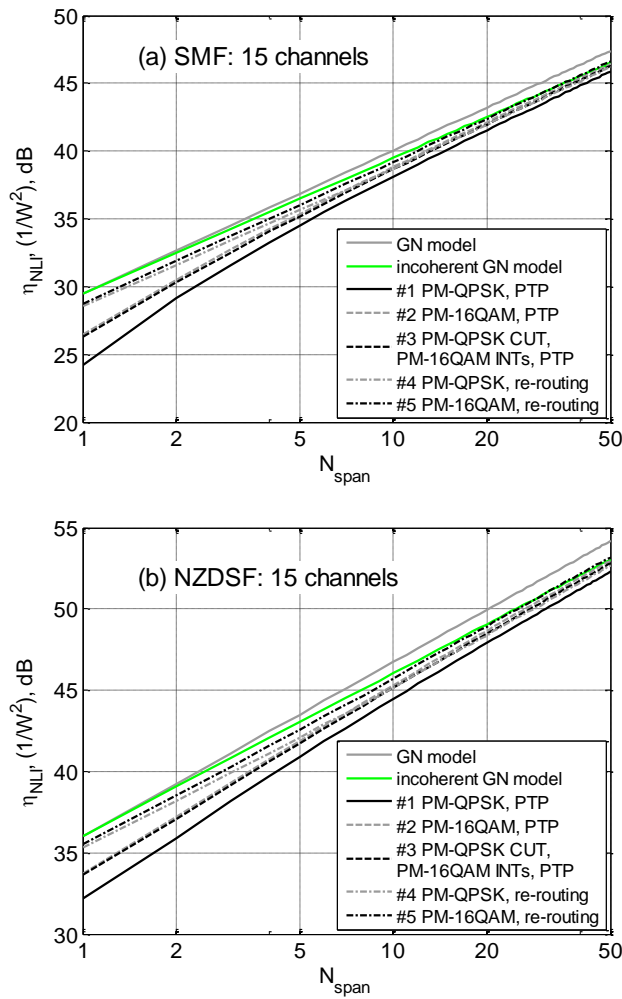 50
45
40
35
30
25
20
η_NLI, (1/W²), dB
(a) SMF: 15 channels
GN model
incoherent GN model
#1 PM-QPSK, PTP
#2 PM-16QAM, PTP
#3 PM-QPSK CUT,
PM-16QAM INTs, PTP
#4 PM-QPSK, re-routing
#5 PM-16QAM, re-routing
1 2 5 10 20 50
N_span
55
50
45
40
35
30
η_NLI, (1/W²), dB
(b) NZDSF: 15 channels
GN model
incoherent GN model
#1 PM-QPSK, PTP
#2 PM-16QAM, PTP
#3 PM-QPSK CUT,
PM-16QAM INTs, PTP
#4 PM-QPSK, re-routing
#5 PM-16QAM, re-routing
1 2 5 10 20 50
N_span